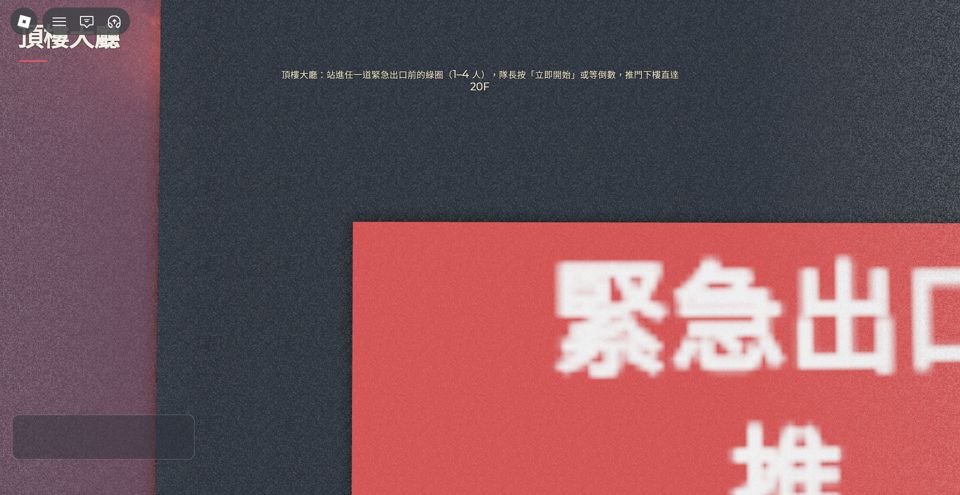 頂樓大廳
頂樓大廳：站進任一道緊急出口前的綠圈（1–4 人），隊長按「立即開始」或等倒數，推門下樓直達
20F
緊急出口
推